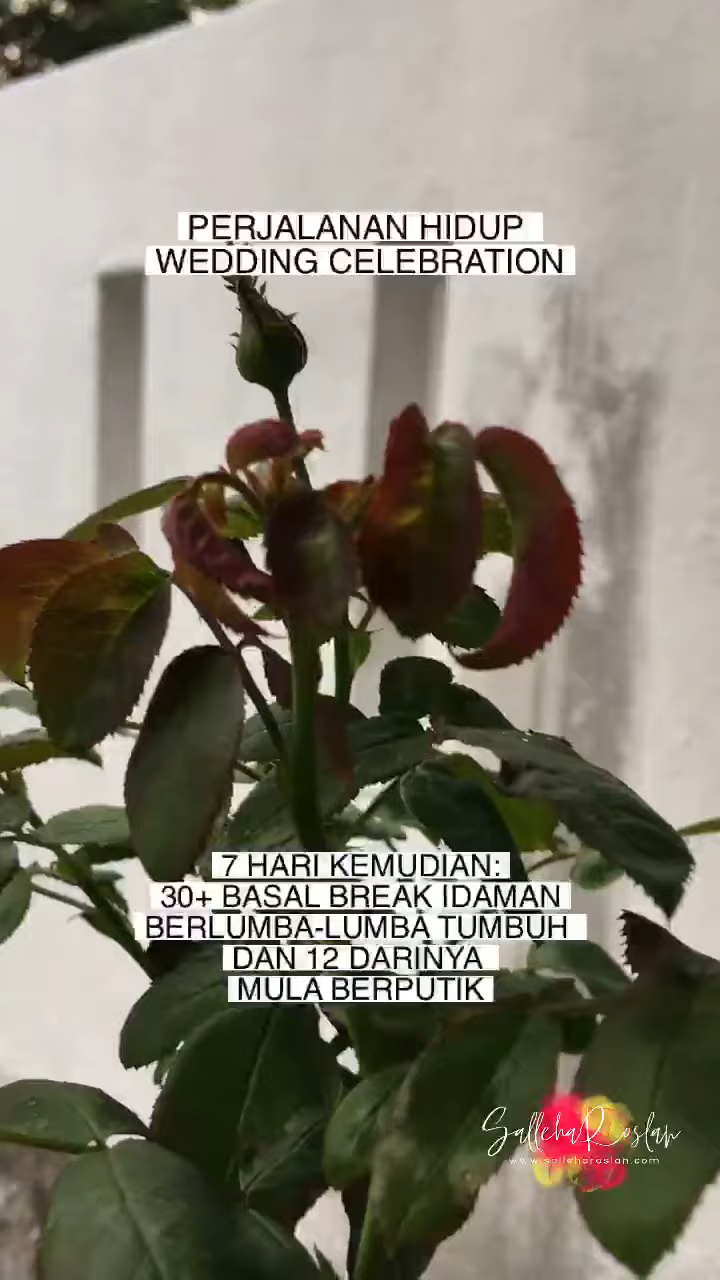 PERJALANAN HIDUP
WEDDING CELEBRATION
7 HARI KEMUDIAN:
30+ BASAL BREAK IDAMAN
BERLUMBA-LUMBA TUMBUH
DAN 12 DARINYA
MULA BERPUTIK
SallehaRoslan
www.salleharoslan.com